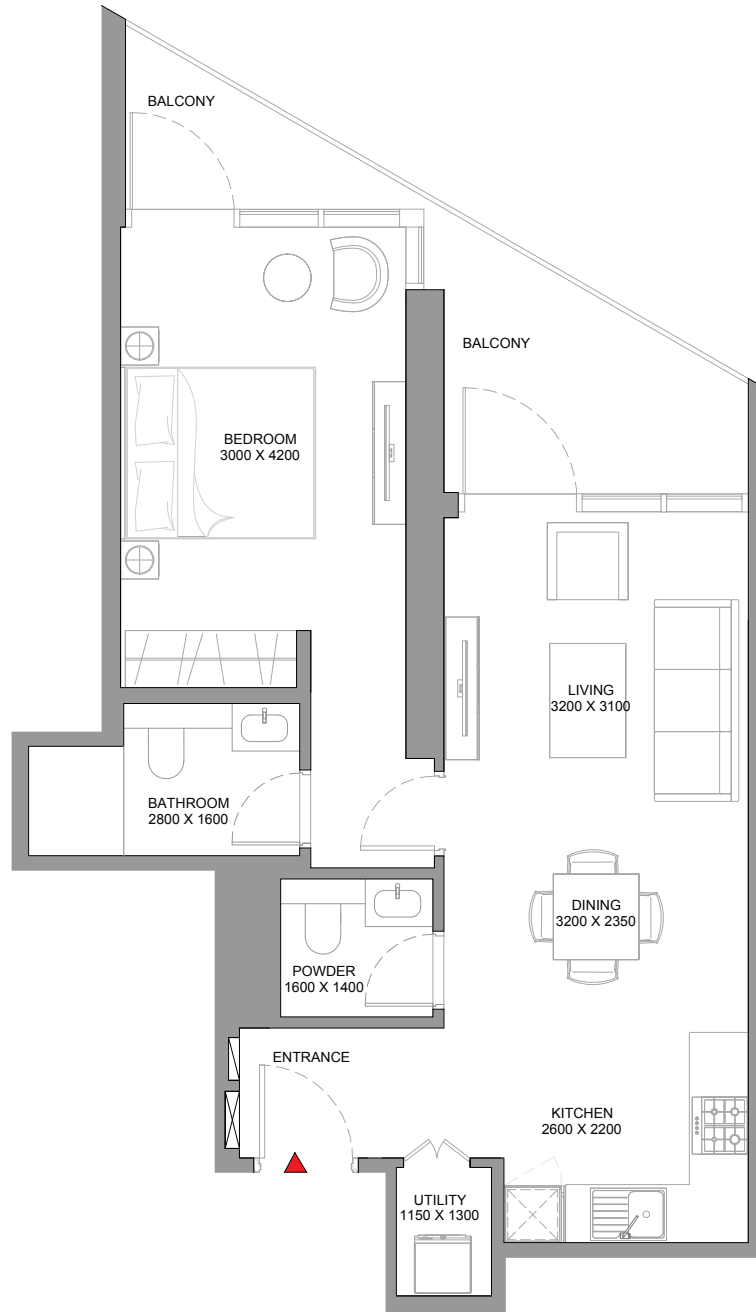 BALCONY
BALCONY
BEDROOM
3000 X 4200
LIVING
3200 X 3100
BATHROOM
2800 X 1600
DINING
3200 X 2350
POWDER
1600 X 1400
ENTRANCE
KITCHEN
2600 X 2200
UTILITY
1150 X 1300